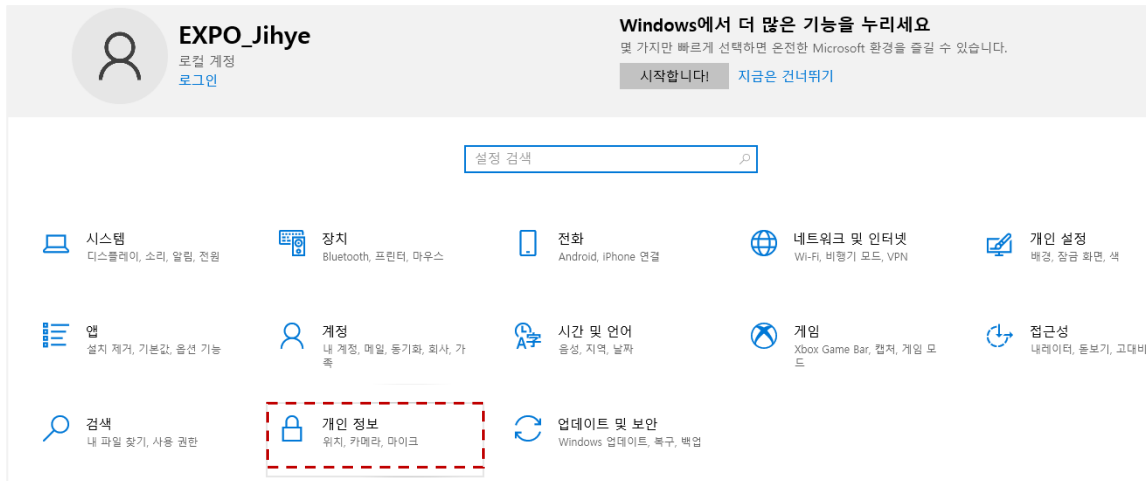 EXPO_Jihye
로컬 계정
로그인
Windows에서 더 많은 기능을 누리세요
몇 가지만 빠르게 선택하면 온전한 Microsoft 환경을 즐길 수 있습니다.
시작합니다! 지금은 건너뛰기
설정 검색
시스템
디스플레이, 소리, 알림, 전원
장치
Bluetooth, 프린터, 마우스
전화
Android, iPhone 연결
네트워크 및 인터넷
Wi-Fi, 비행기 모드, VPN
개인 설정
배경, 잠금 화면, 색
앱
설치 제거, 기본값, 옵션 기능
계정
내 계정, 메일, 동기화, 회사, 가
족
시간 및 언어
음성, 지역, 날짜
게임
Xbox Game Bar, 캡처, 게임 모
드
접근성
내레이터, 돋보기, 고대비
검색
내 파일 찾기, 사용 권한
개인 정보
위치, 카메라, 마이크
업데이트 및 보안
Windows 업데이트, 복구, 백업